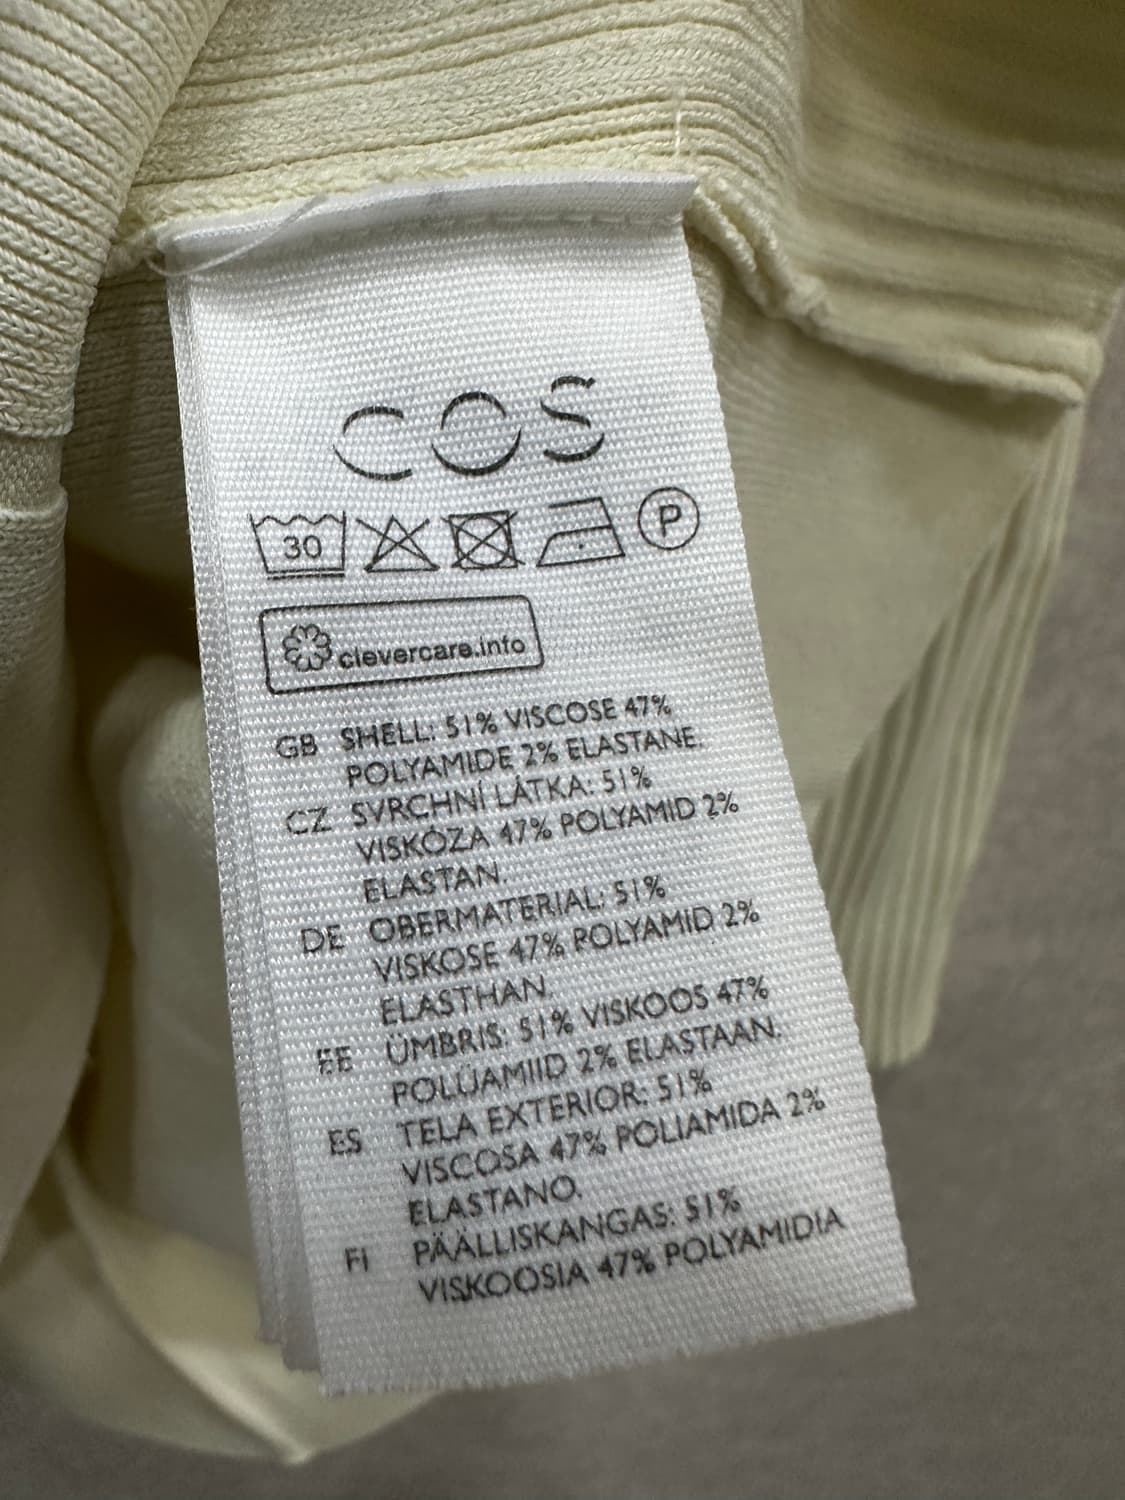 COS
30 P
clevercare.info
GB SHELL: 51% VISCOSE 47%
POLYAMIDE 2% ELASTANE.
CZ SVRCHNÍ LÁTKA: 51%
VISKÓZA 47% POLYAMID 2%
ELASTAN.
DE OBERMATERIAL: 51%
VISKOSE 47% POLYAMID 2%
ELASTHAN.
EE ÜMBRIS: 51% VISKOOS 47%
POLÜAMIID 2% ELASTAAN.
ES TELA EXTERIOR: 51%
VISCOSA 47% POLIAMIDA 2%
ELASTANO.
FI PÄÄLLISKANGAS: 51%
VISKOOSIA 47% POLYAMIDIA